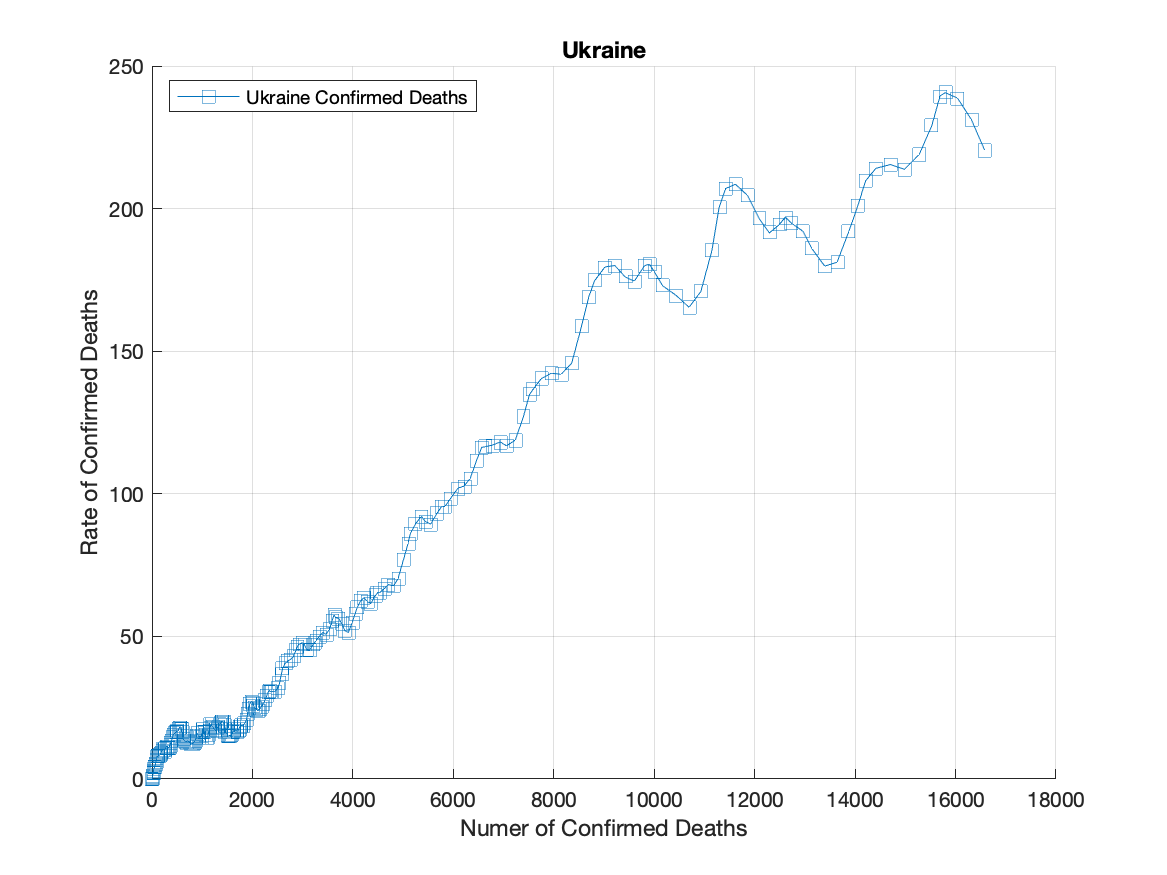 Ukraine
Ukraine Confirmed Deaths
250
200
150
100
50
0
Rate of Confirmed Deaths
0 2000 4000 6000 8000 10000 12000 14000 16000 18000
Numer of Confirmed Deaths